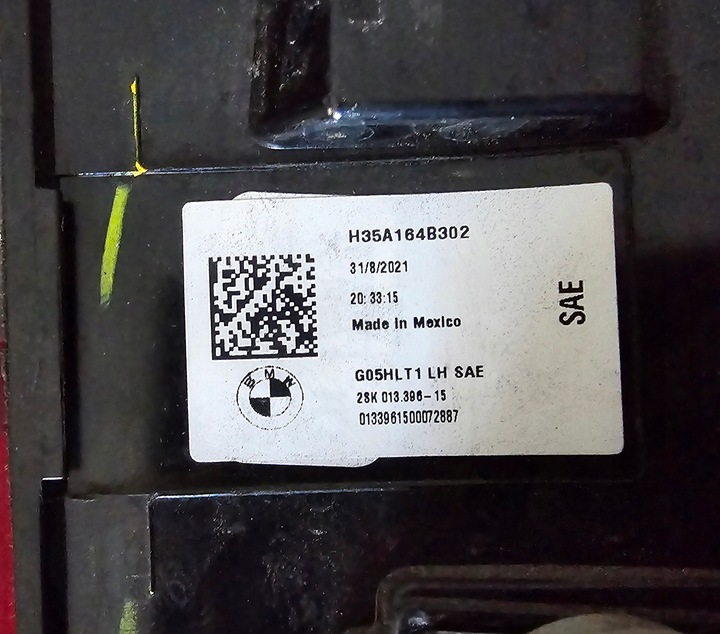 H35A164B302
31/8/2021
20:33:15
Made in Mexico
SAE
BMW
G05HLT1 LH SAE
2SK 013.396-15
0133961500072887